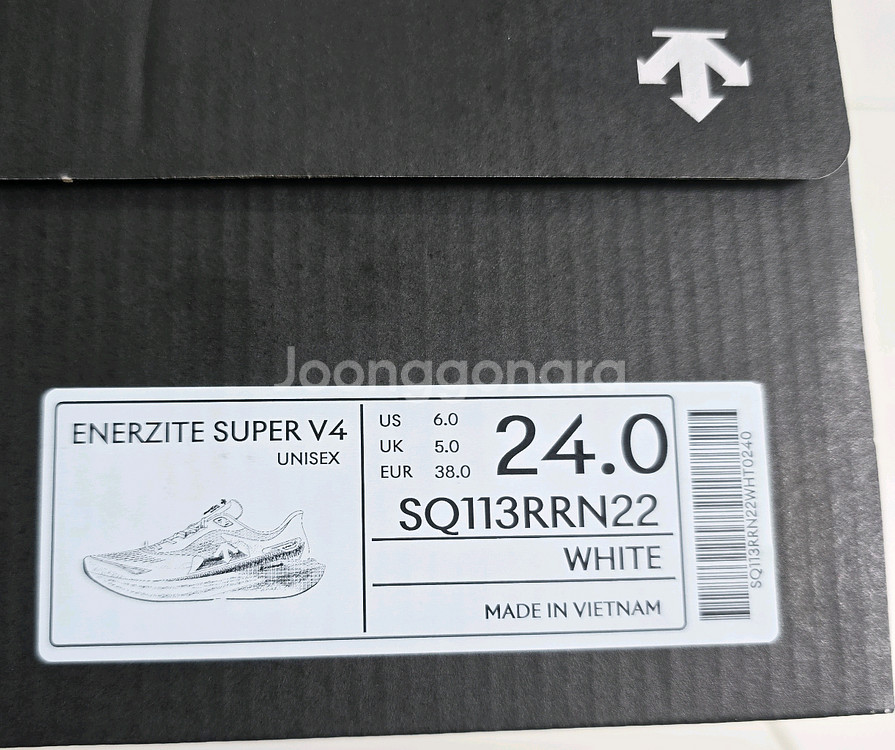 Joonggonara
ENERZITE SUPER V4
UNISEX
US 6.0
UK 5.0
EUR 38.0
24.0
SQ113RRN22
WHITE
MADE IN VIETNAM
SQ113RRN22WHT0240